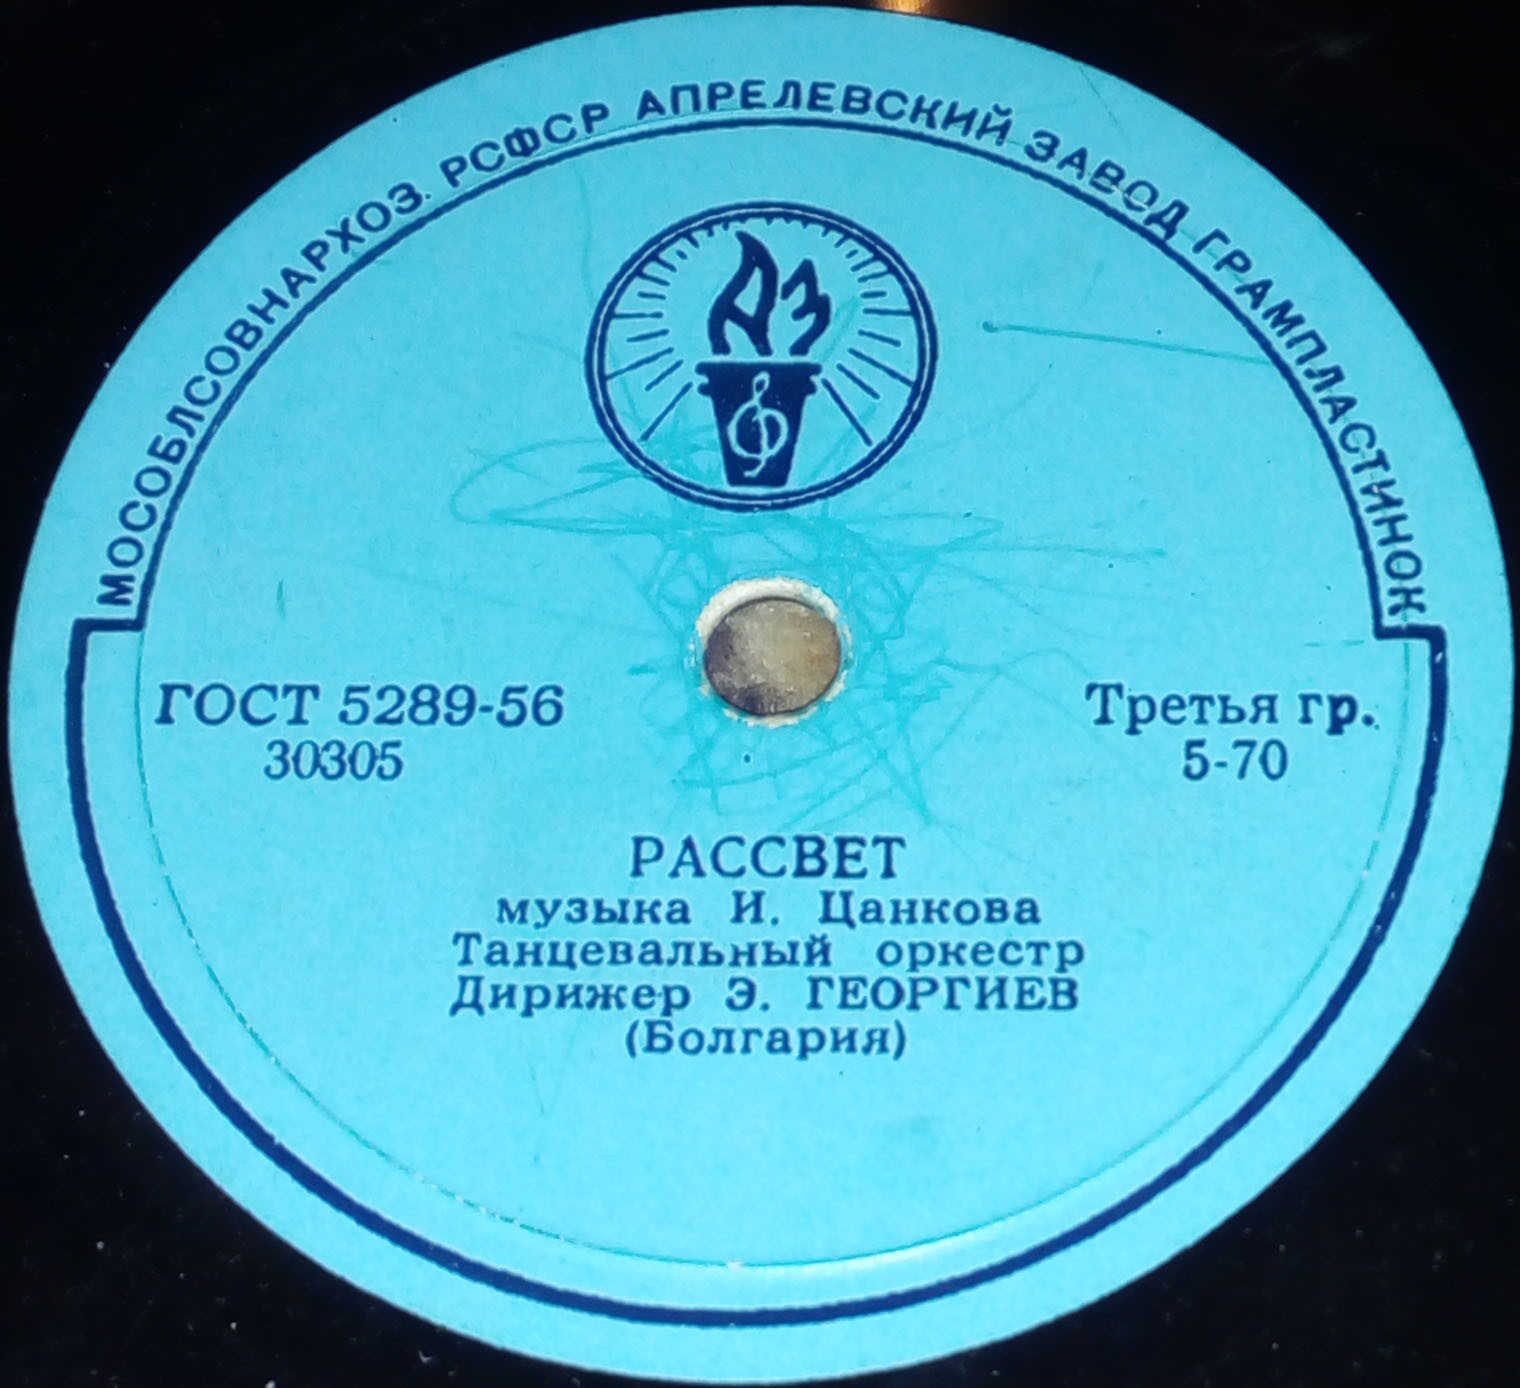 МОСОБЛСОВНАРХОЗ. РСФСР АПРЕЛЕВСКИЙ ЗАВОД ГРАМПЛАСТИНОК
АЗ
ГОСТ 5289-56
30305
Третья гр.
5-70
РАССВЕТ
музыка И. Цанкова
Танцевальный оркестр
Дирижер Э. ГЕОРГИЕВ
(Болгария)